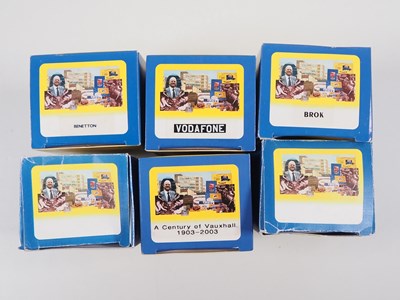 BENETTON
VODAFONE
BROK
A Century of Vauxhall
1903-2003